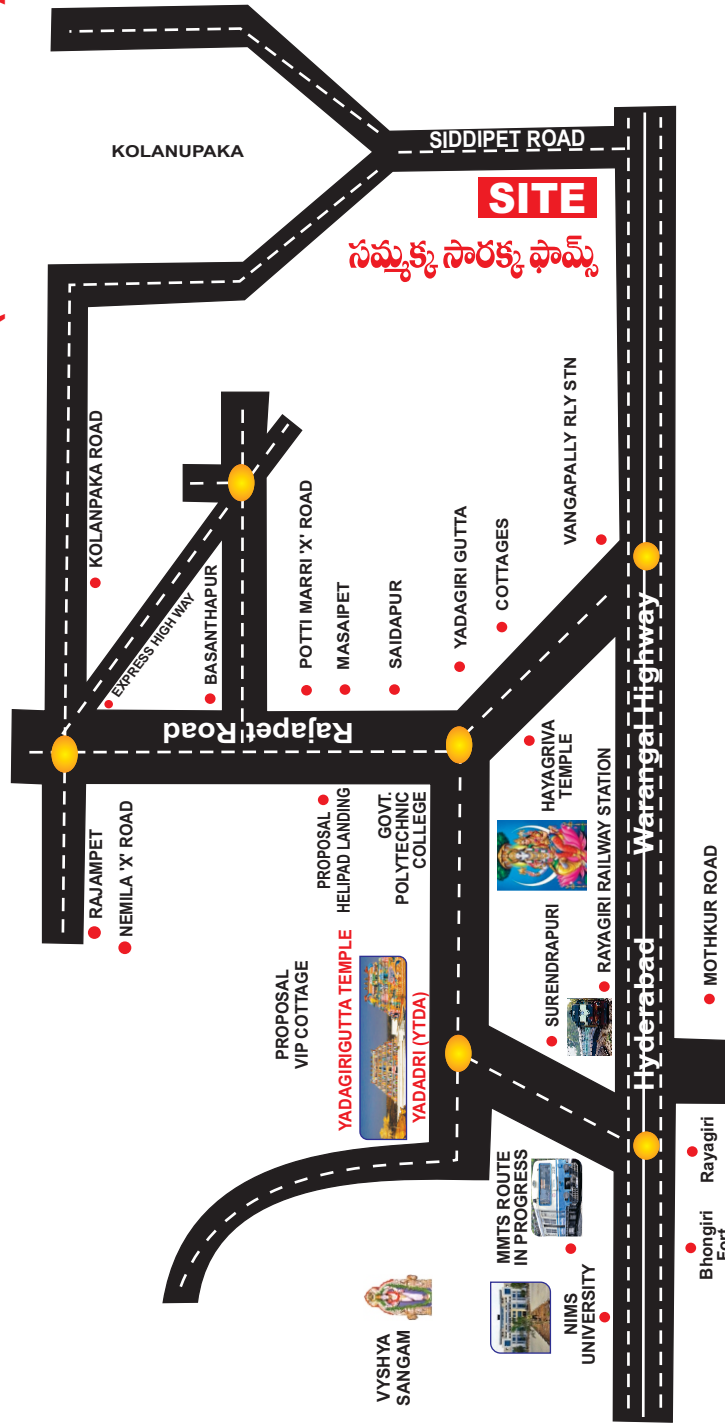 KOLANUPAKA
SIDDIPET ROAD
SITE
సమ్మక్క సారక్క ఫామ్స్
KOLANPAKA ROAD
EXPRESS HIGH WAY
BASANTHAPUR
POTTI MARRI 'X' ROAD
MASAIPET
SAIDAPUR
YADAGIRI GUTTA
COTTAGES
VANGAPALLY RLY STN
Rajapet Road
RAJAMPET
NEMILA 'X' ROAD
PROPOSAL
HELIPAD LANDING
GOVT.
POLYTECHNIC
COLLEGE
HAYAGRIVA
TEMPLE
PROPOSAL
VIP COTTAGE
YADAGIRIGUTTA TEMPLE
YADADRI (YTDA)
SURENDRAPURI
RAYAGIRI RAILWAY STATION
Hyderabad Warangal Highway
MOTHKUR ROAD
VYSHYA
SANGAM
MMTS ROUTE
IN PROGRESS
NIMS
UNIVERSITY
Rayagiri
Bhongiri
Fort